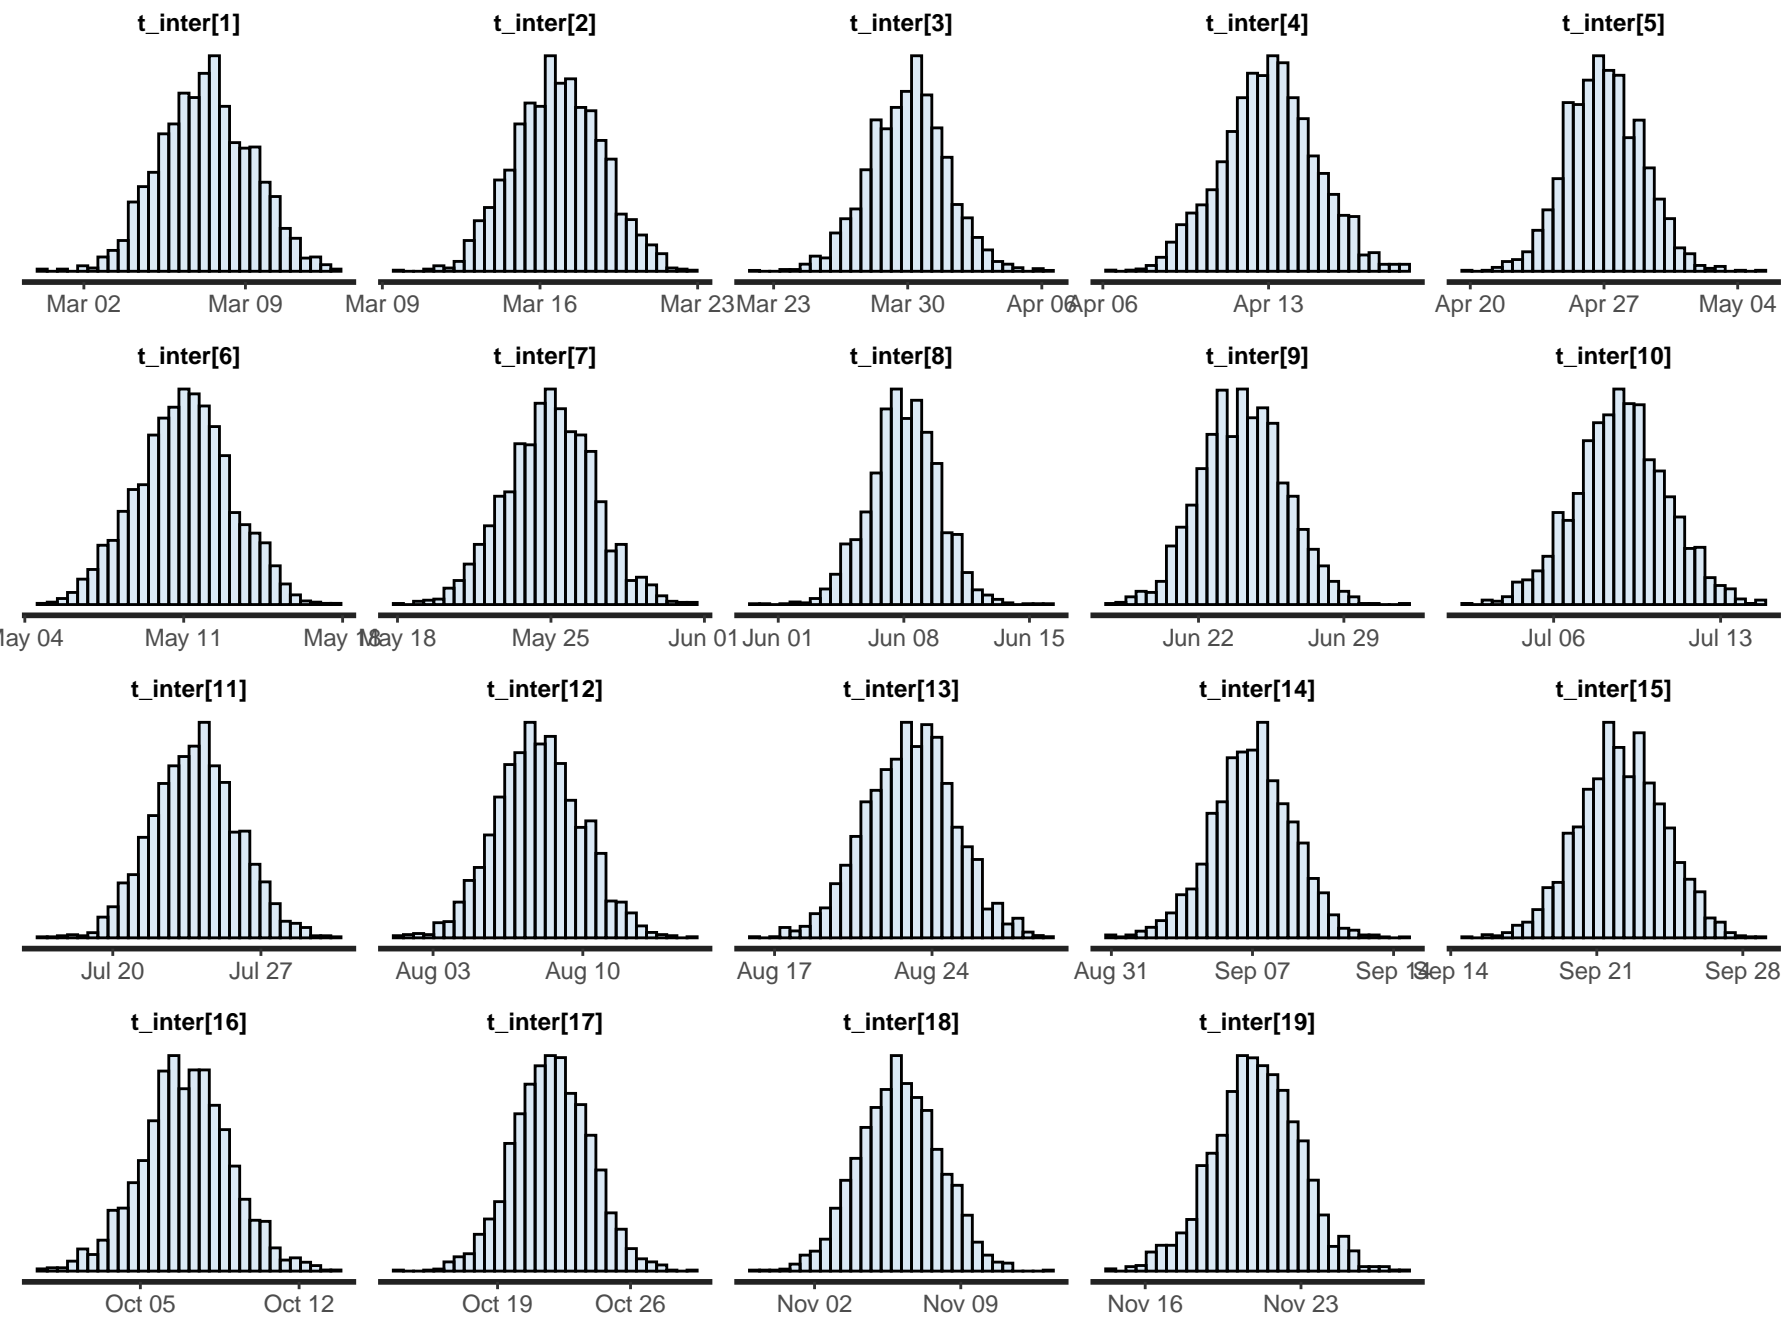 t_inter[1] t_inter[2] t_inter[3] t_inter[4] t_inter[5]
Mar 02 Mar 09 Mar 09 Mar 16 Mar 23 Mar 23 Mar 30 Apr 06 Apr 06 Apr 13 Apr 20 Apr 27 May 04
t_inter[6] t_inter[7] t_inter[8] t_inter[9] t_inter[10]
May 04 May 11 May 18 May 18 May 25 Jun 01 Jun 01 Jun 08 Jun 15 Jun 22 Jun 29 Jul 06 Jul 13
t_inter[11] t_inter[12] t_inter[13] t_inter[14] t_inter[15]
Jul 20 Jul 27 Aug 03 Aug 10 Aug 17 Aug 24 Aug 31 Sep 07 Sep 14 Sep 14 Sep 21 Sep 28
t_inter[16] t_inter[17] t_inter[18] t_inter[19]
Oct 05 Oct 12 Oct 19 Oct 26 Nov 02 Nov 09 Nov 16 Nov 23